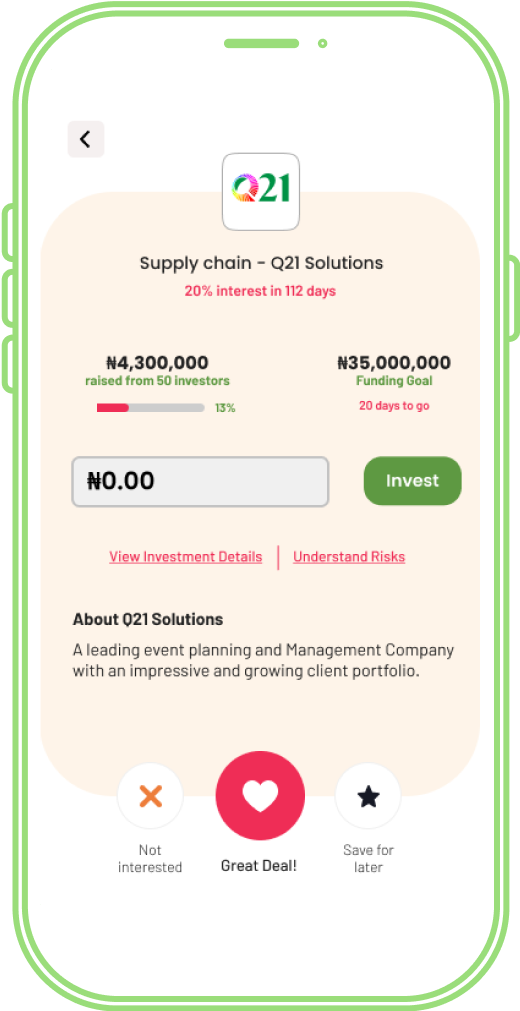 Q21
Supply chain - Q21 Solutions
20% interest in 112 days
₦4,300,000
raised from 50 investors
13%
₦35,000,000
Funding Goal
20 days to go
₦0.00
Invest
View Investment Details
Understand Risks
About Q21 Solutions
A leading event planning and Management Company
with an impressive and growing client portfolio.
Not
interested
Great Deal!
Save for
later